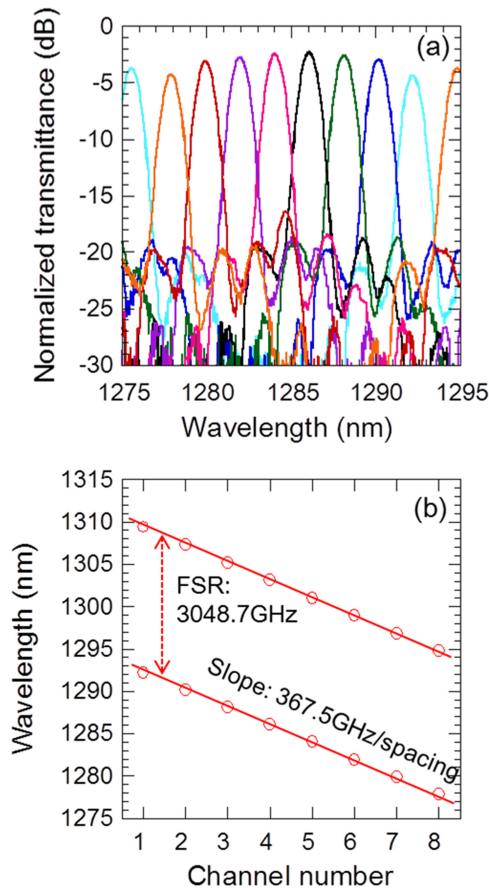 (a)
Normalized transmittance (dB)
0
-5
-10
-15
-20
-25
-30
1275 1280 1285 1290 1295
Wavelength (nm)
(b)
Wavelength (nm)
1315
1310
1305
1300
1295
1290
1285
1280
1275
FSR:
3048.7GHz
Slope: 367.5GHz/spacing
1 2 3 4 5 6 7 8
Channel number